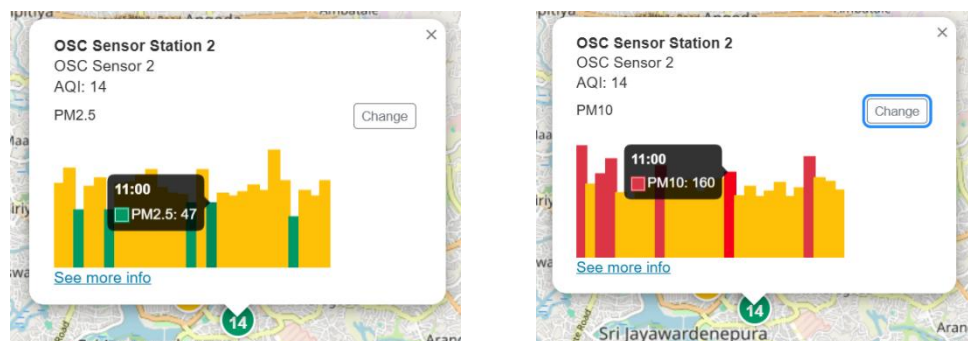 Angoda
OSC Sensor Station 2
OSC Sensor 2
AQI: 14
PM2.5
Change
11:00
PM2.5: 47
See more info
14
OSC Sensor Station 2
OSC Sensor 2
AQI: 14
PM10
Change
11:00
PM10: 160
See more info
14
Sri Jayawardenepura